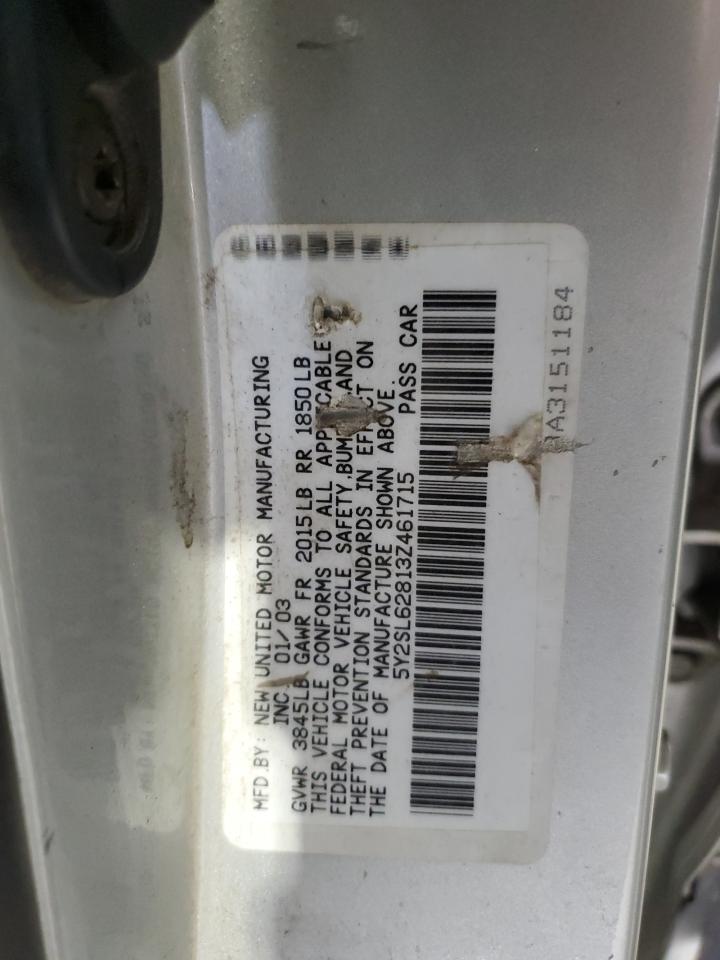 MFD.BY: NEW UNITED MOTOR MANUFACTURING
INC. 01/03
GVWR 3845LB GAWR FR 2015LB RR 1850LB
THIS VEHICLE CONFORMS TO ALL APPLICABLE
FEDERAL MOTOR VEHICLE SAFETY,BUM AND
THEFT PREVENTION STANDARDS IN EFFECT ON
THE DATE OF MANUFACTURE SHOWN ABOVE.
5Y2SL62813Z461715 PASS CAR
A3151184